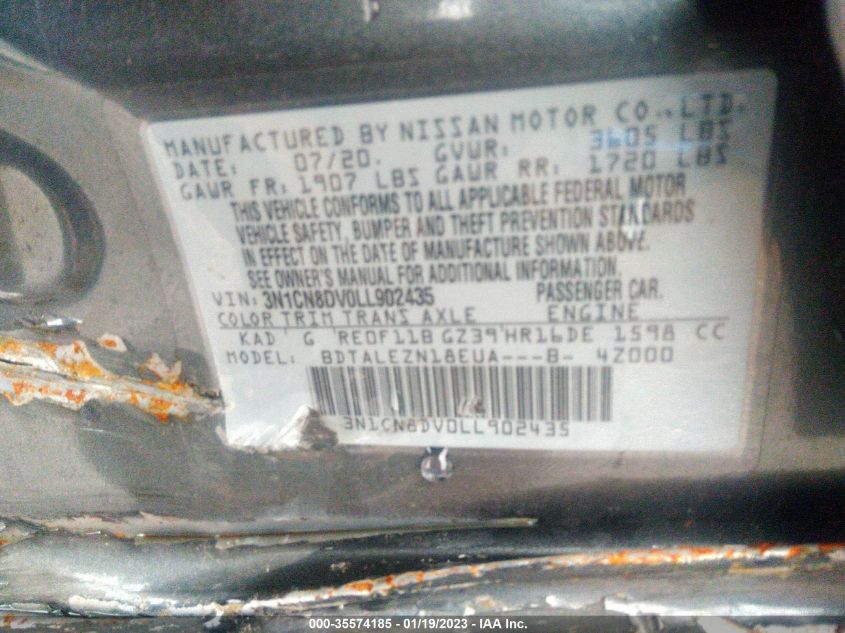 MANUFACTURED BY NISSAN MOTOR CO.,LTD.
DATE: 07/20. GVWR: 3605 LBS
GAWR FR: 1907 LBS GAWR RR: 1720 LBS
THIS VEHICLE CONFORMS TO ALL APPLICABLE FEDERAL MOTOR
VEHICLE SAFETY, BUMPER AND THEFT PREVENTION STANDARDS
IN EFFECT ON THE DATE OF MANUFACTURE SHOWN ABOVE.
SEE OWNER'S MANUAL FOR ADDITIONAL INFORMATION.
VIN: 3N1CN8DV0LL902435 PASSENGER CAR.
COLOR TRIM TRANS AXLE ENGINE
KAD G RE0F11B GZ39 HR16DE 1598 CC
MODEL: BDTALEZN18EUA---B- 4Z000
3N1CN8DV0LL902435
000-35574185 - 01/19/2023 - IAA Inc.